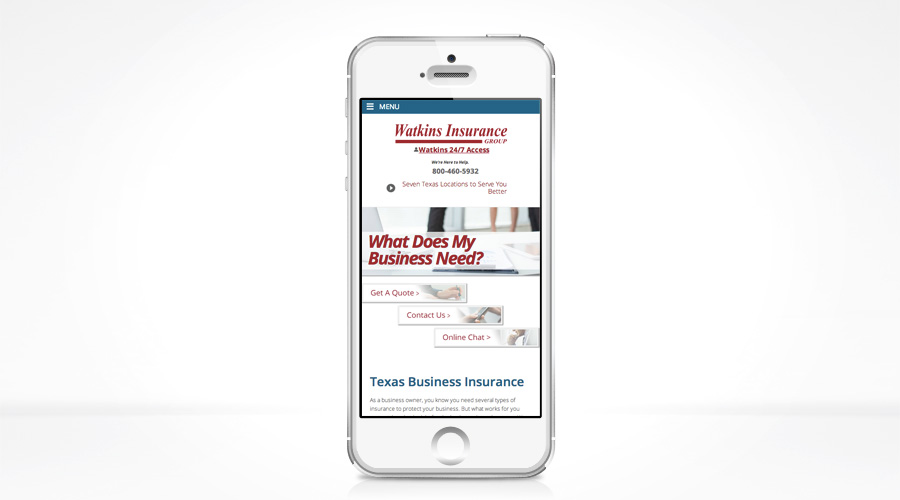 MENU
Watkins Insurance
GROUP
Watkins 24/7 Access
We're Here to Help.
800-460-5932
Seven Texas Locations to Serve You
Better
What Does My
Business Need?
Get A Quote >
Contact Us >
Online Chat >
Texas Business Insurance
As a business owner, you know you need several types of
insurance to protect your business. But what works for you